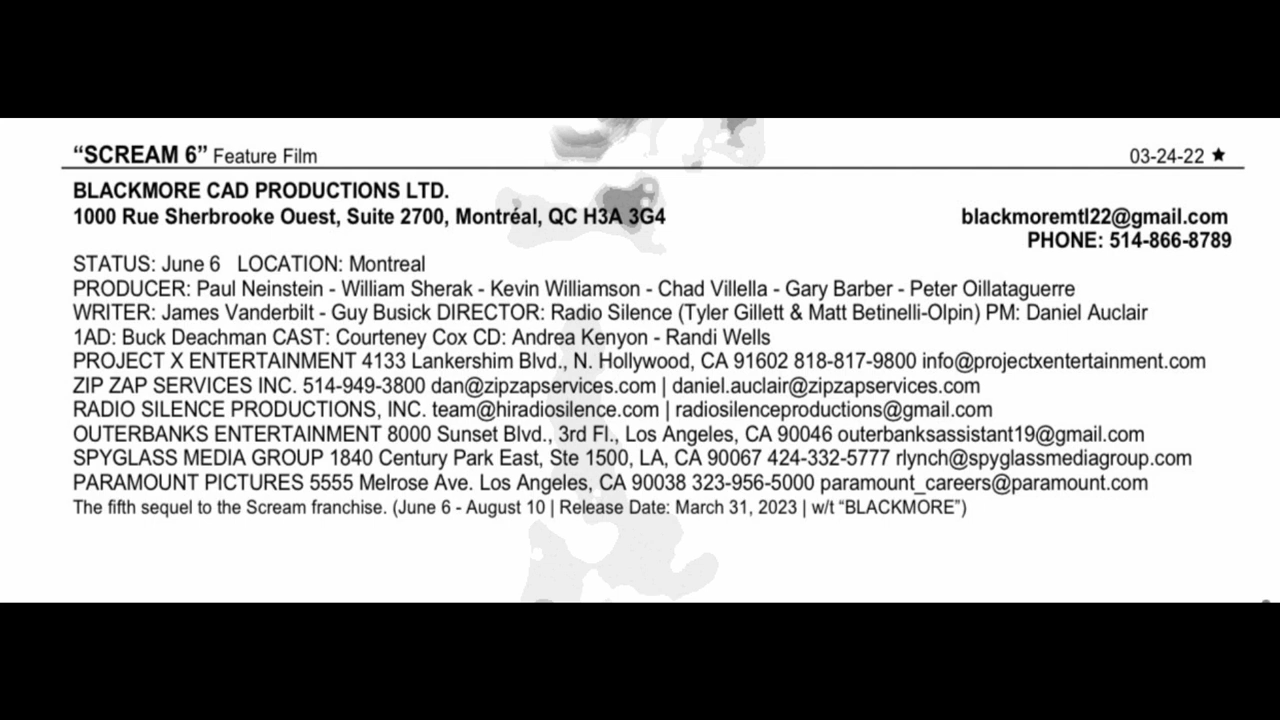 “SCREAM 6” Feature Film 03-24-22 ★
BLACKMORE CAD PRODUCTIONS LTD.
1000 Rue Sherbrooke Ouest, Suite 2700, Montréal, QC H3A 3G4 blackmoremtl22@gmail.com
PHONE: 514-866-8789
STATUS: June 6 LOCATION: Montreal
PRODUCER: Paul Neinstein - William Sherak - Kevin Williamson - Chad Villella - Gary Barber - Peter Oillataguerre
WRITER: James Vanderbilt - Guy Busick DIRECTOR: Radio Silence (Tyler Gillett & Matt Betinelli-Olpin) PM: Daniel Auclair
1AD: Buck Deachman CAST: Courteney Cox CD: Andrea Kenyon - Randi Wells
PROJECT X ENTERTAINMENT 4133 Lankershim Blvd., N. Hollywood, CA 91602 818-817-9800 info@projectxentertainment.com
ZIP ZAP SERVICES INC. 514-949-3800 dan@zipzapservices.com | daniel.auclair@zipzapservices.com
RADIO SILENCE PRODUCTIONS, INC. team@hiradiosilence.com | radiosilenceproductions@gmail.com
OUTERBANKS ENTERTAINMENT 8000 Sunset Blvd., 3rd Fl., Los Angeles, CA 90046 outerbanksassistant19@gmail.com
SPYGLASS MEDIA GROUP 1840 Century Park East, Ste 1500, LA, CA 90067 424-332-5777 rlynch@spyglassmediagroup.com
PARAMOUNT PICTURES 5555 Melrose Ave. Los Angeles, CA 90038 323-956-5000 paramount_careers@paramount.com
The fifth sequel to the Scream franchise. (June 6 - August 10 | Release Date: March 31, 2023 | w/t “BLACKMORE”)